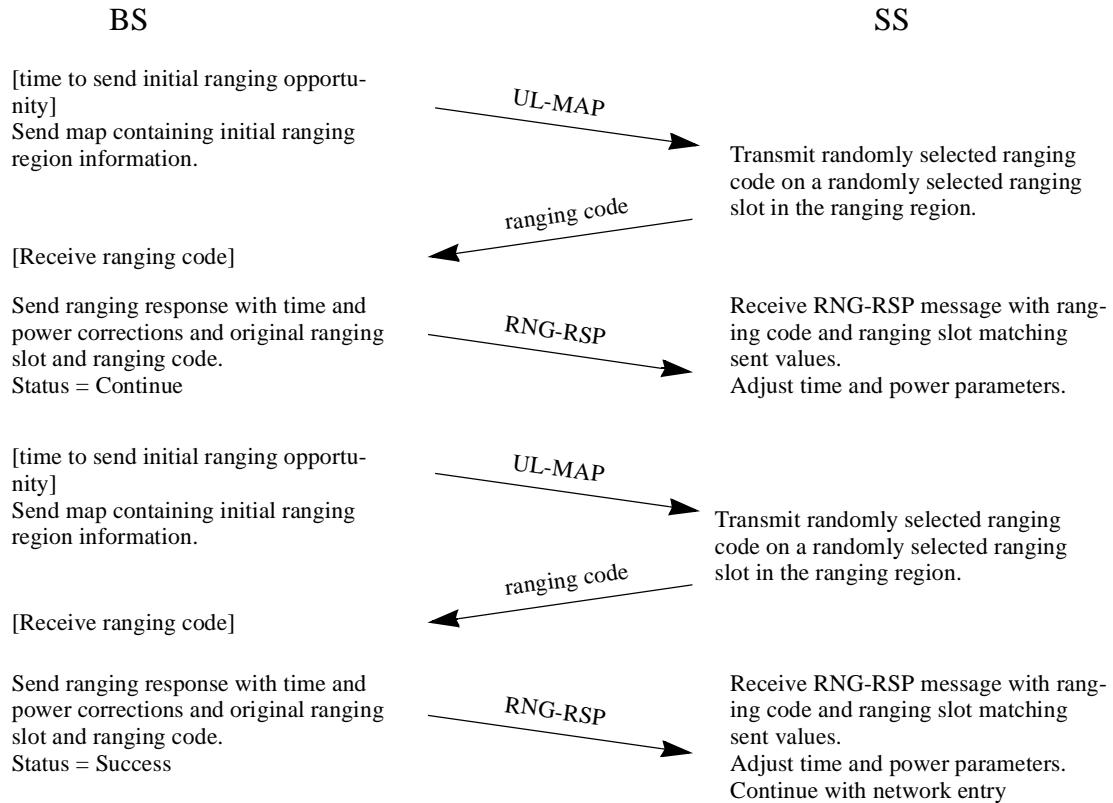 BS
SS
[time to send initial ranging opportu-
nity]
Send map containing initial ranging
region information.
UL-MAP
Transmit randomly selected ranging
code on a randomly selected ranging
slot in the ranging region.
ranging code
[Receive ranging code]
Send ranging response with time and
power corrections and original ranging
slot and ranging code.
Status = Continue
RNG-RSP
Receive RNG-RSP message with rang-
ing code and ranging slot matching
sent values.
Adjust time and power parameters.
[time to send initial ranging opportu-
nity]
Send map containing initial ranging
region information.
UL-MAP
Transmit randomly selected ranging
code on a randomly selected ranging
slot in the ranging region.
ranging code
[Receive ranging code]
Send ranging response with time and
power corrections and original ranging
slot and ranging code.
Status = Success
RNG-RSP
Receive RNG-RSP message with rang-
ing code and ranging slot matching
sent values.
Adjust time and power parameters.
Continue with network entry